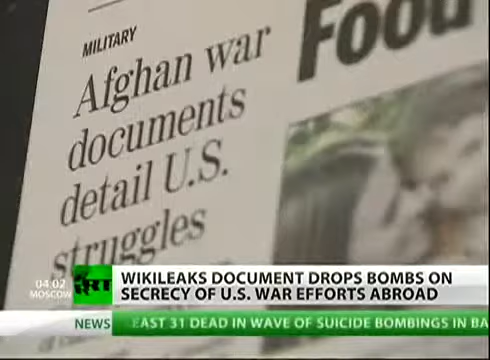 MILITARY
Afghan war
documents
detail U.S.
struggles
Food
04:02
MOSCOW
RT
WIKILEAKS DOCUMENT DROPS BOMBS ON
SECRECY OF U.S. WAR EFFORTS ABROAD
NEWS
EAST 31 DEAD IN WAVE OF SUICIDE BOMBINGS IN BA